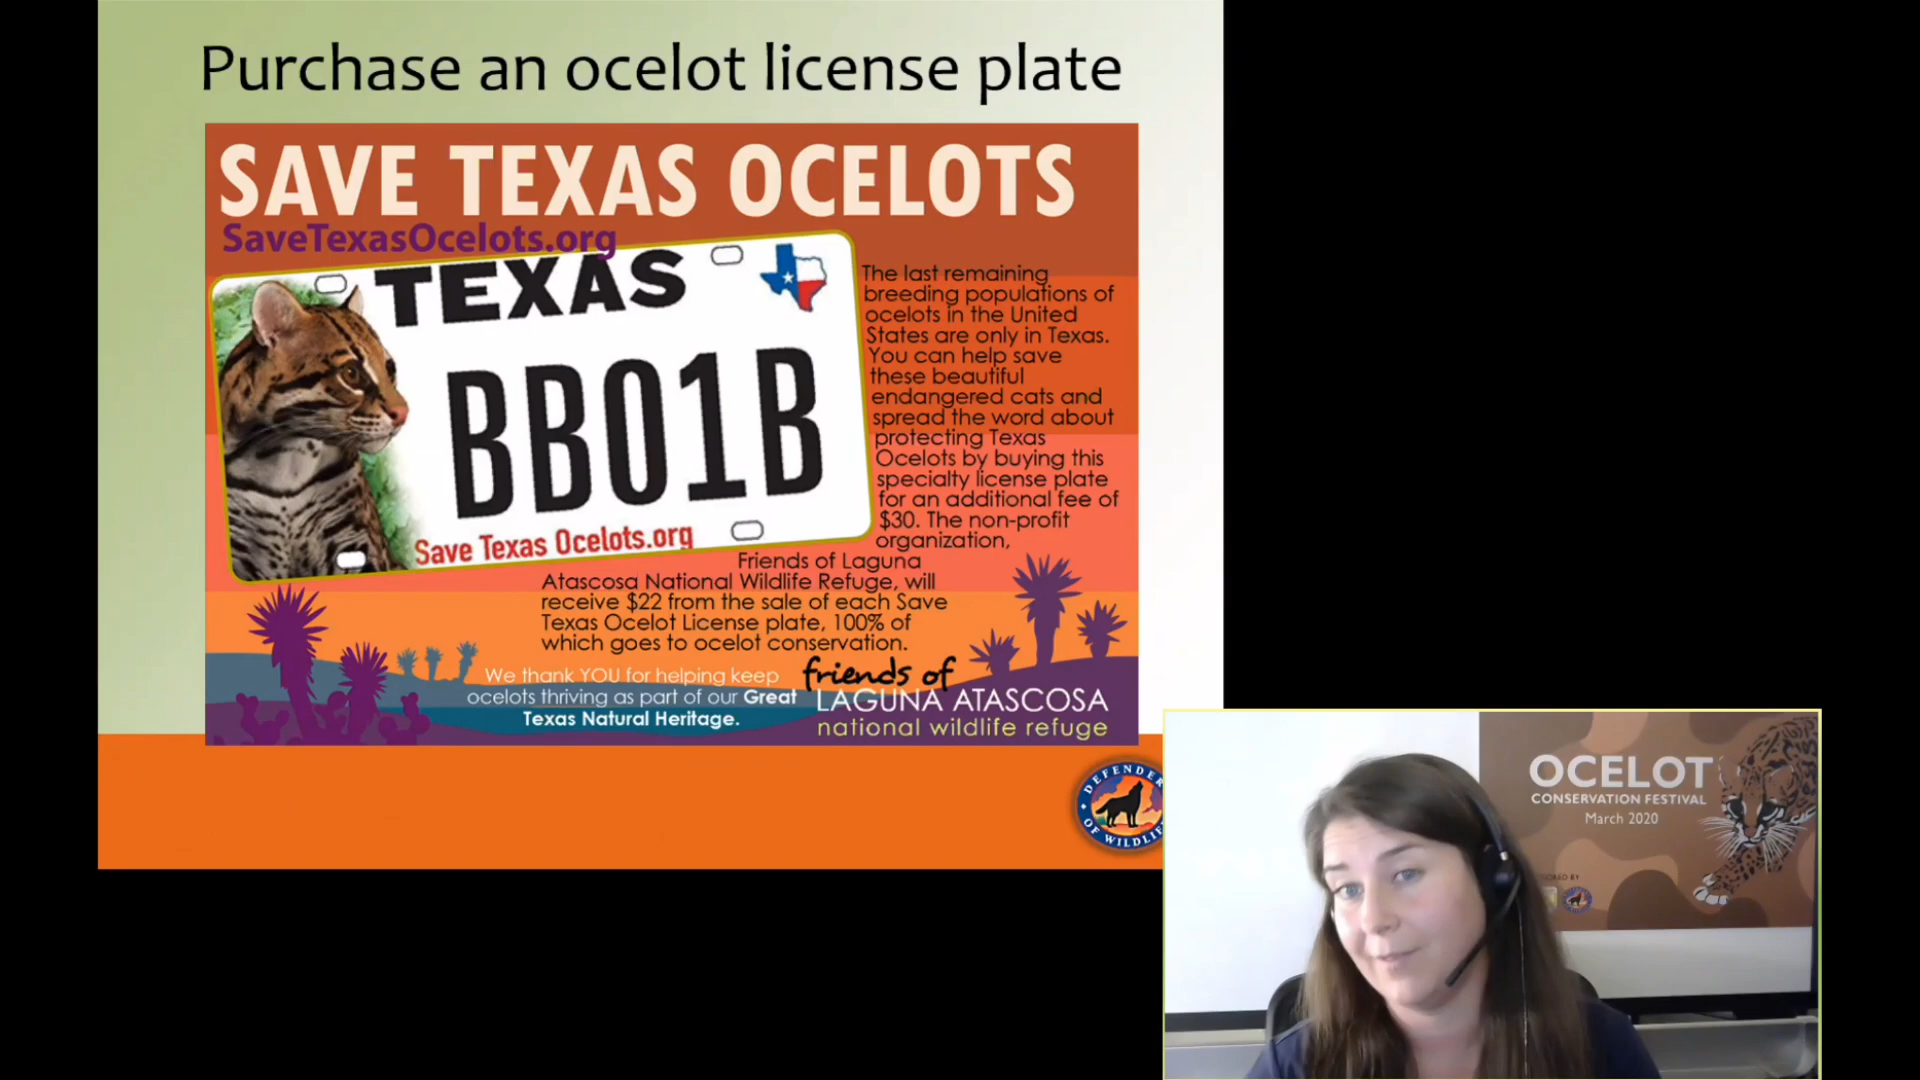 Purchase an ocelot license plate
SAVE TEXAS OCELOTS
SaveTexasOcelots.org
TEXAS
BB01B
Save Texas Ocelots.org
The last remaining
breeding populations of
ocelots in the United
States are only in Texas.
You can help save
these beautiful
endangered cats and
spread the word about
protecting Texas
Ocelots by buying this
specialty license plate
for an additional fee of
$30. The non-profit
organization,
Friends of Laguna
Atascosa National Wildlife Refuge, will
receive $22 from the sale of each Save
Texas Ocelot License plate, 100% of
which goes to ocelot conservation.
We thank YOU for helping keep
ocelots thriving as part of our Great
Texas Natural Heritage.
friends of
LAGUNA ATASCOSA
national wildlife refuge
DEFENDER
OF WILDLIF
OCELOT
CONSERVATION FESTIVAL
March 2020
BY